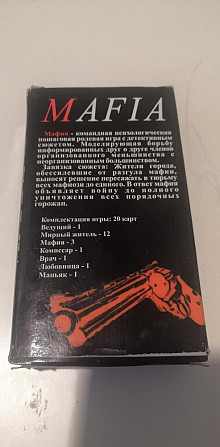 MAFIA
Мафия - командная психологическая
пошаговая ролевая игра с детективным
сюжетом. Моделирующая борьбу
информированных друг о друге членов
организованного меньшинства с
неорганизованным большинством.
Завязка сюжета: Жители города,
обессилевшие от разгула мафии,
выносят решение пересажать в тюрьму
всех мафиози до единого. В ответ мафия
объявляет войну до полного
уничтожения всех порядочных
горожан.
Комплектация игры: 20 карт
Ведущий - 1
Мирный житель - 12
Мафия - 3
Комиссар - 1
Врач - 1
Любовница - 1
Маньяк - 1